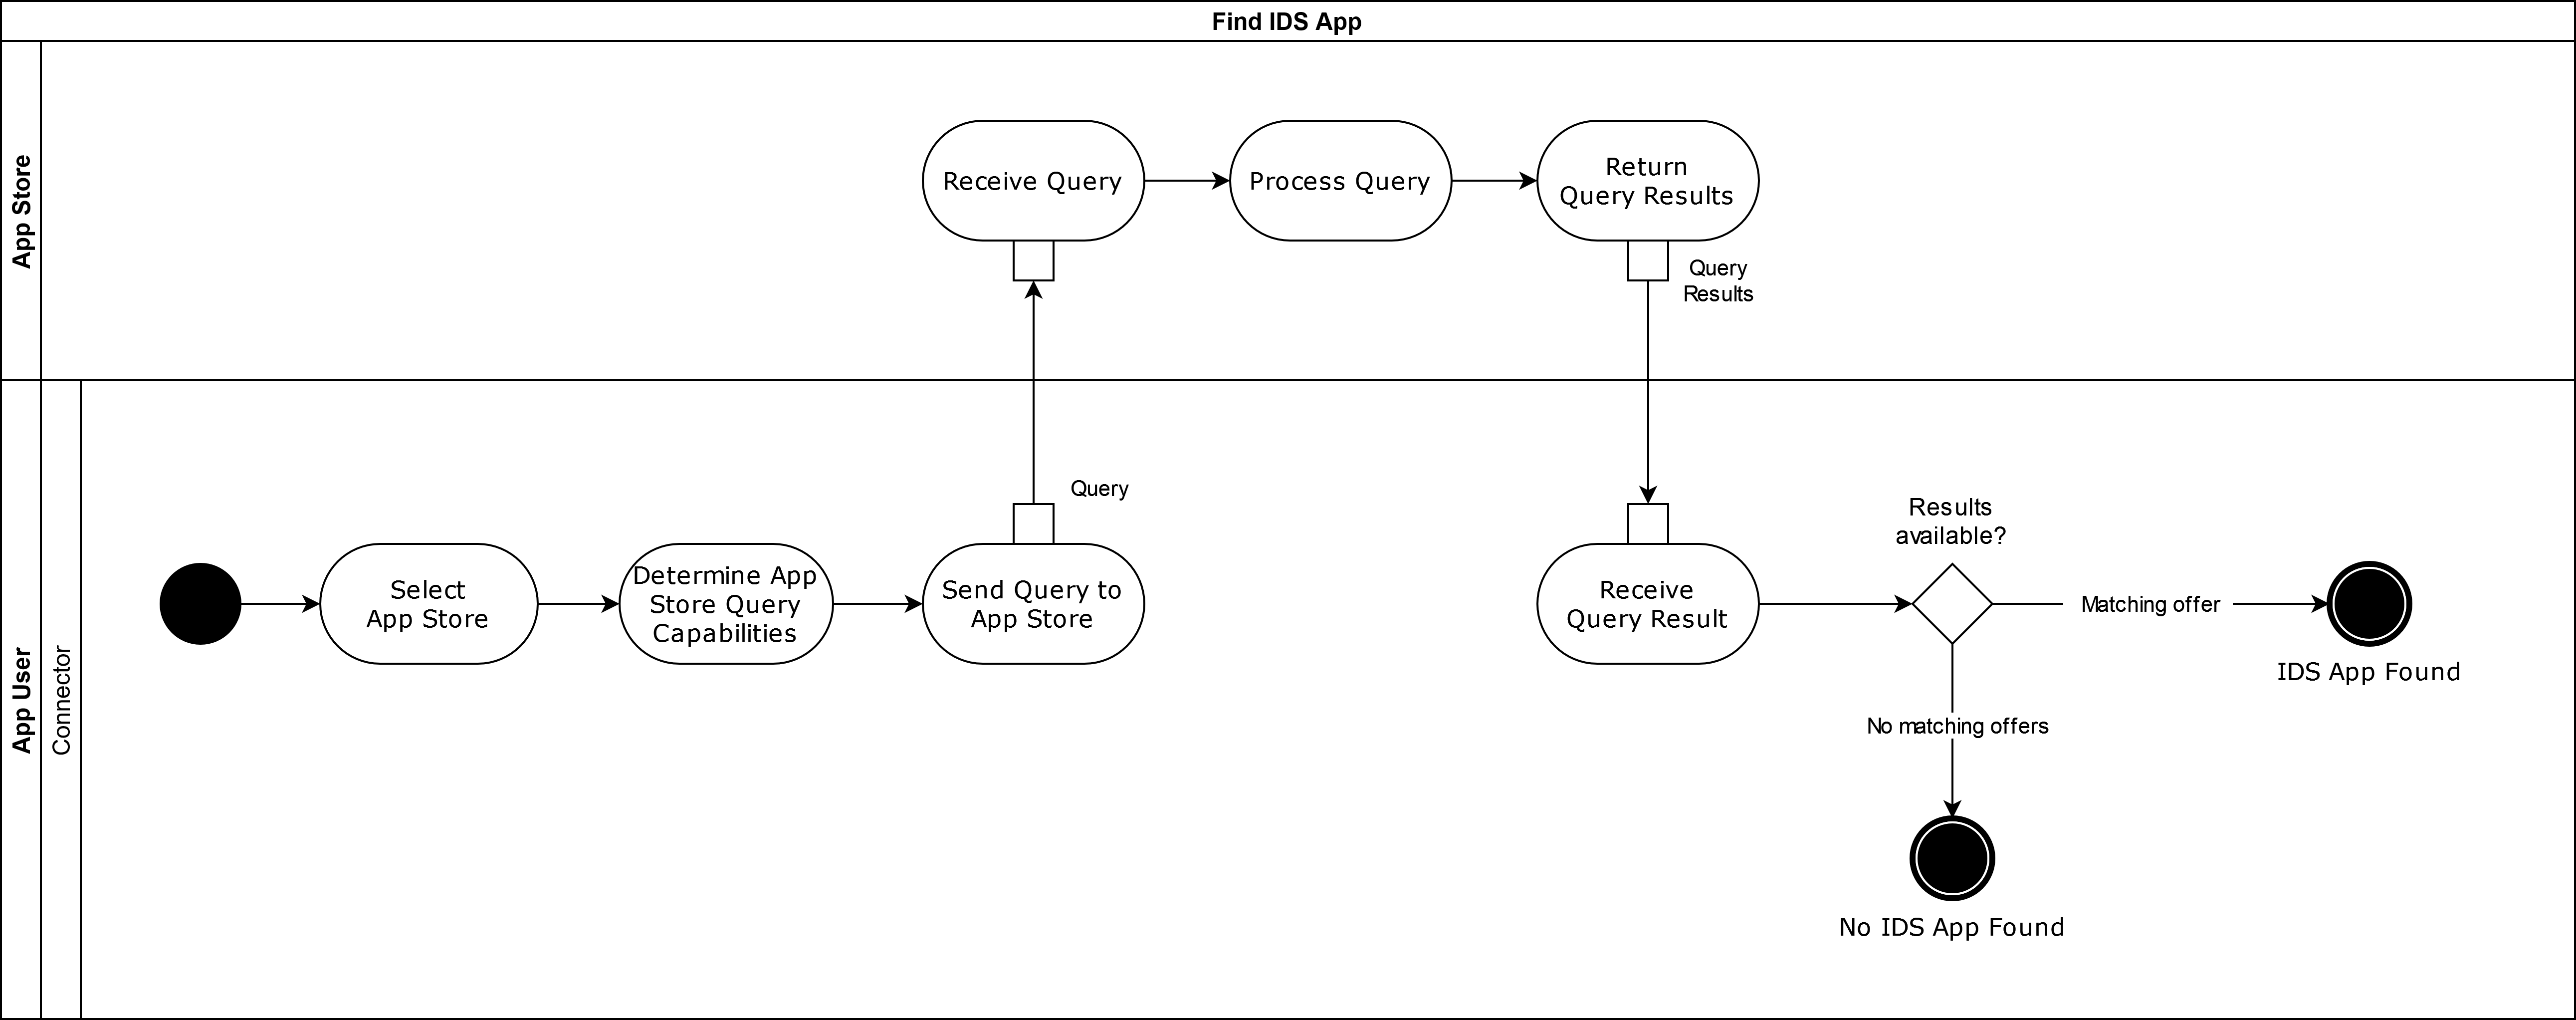 Find IDS App
App Store
Receive Query
Process Query
Return
Query Results
Query
Results
App User
Connector
Query
Select
App Store
Determine App
Store Query
Capabilities
Send Query to
App Store
Receive
Query Result
Results
available?
Matching offer
IDS App Found
No matching offers
No IDS App Found